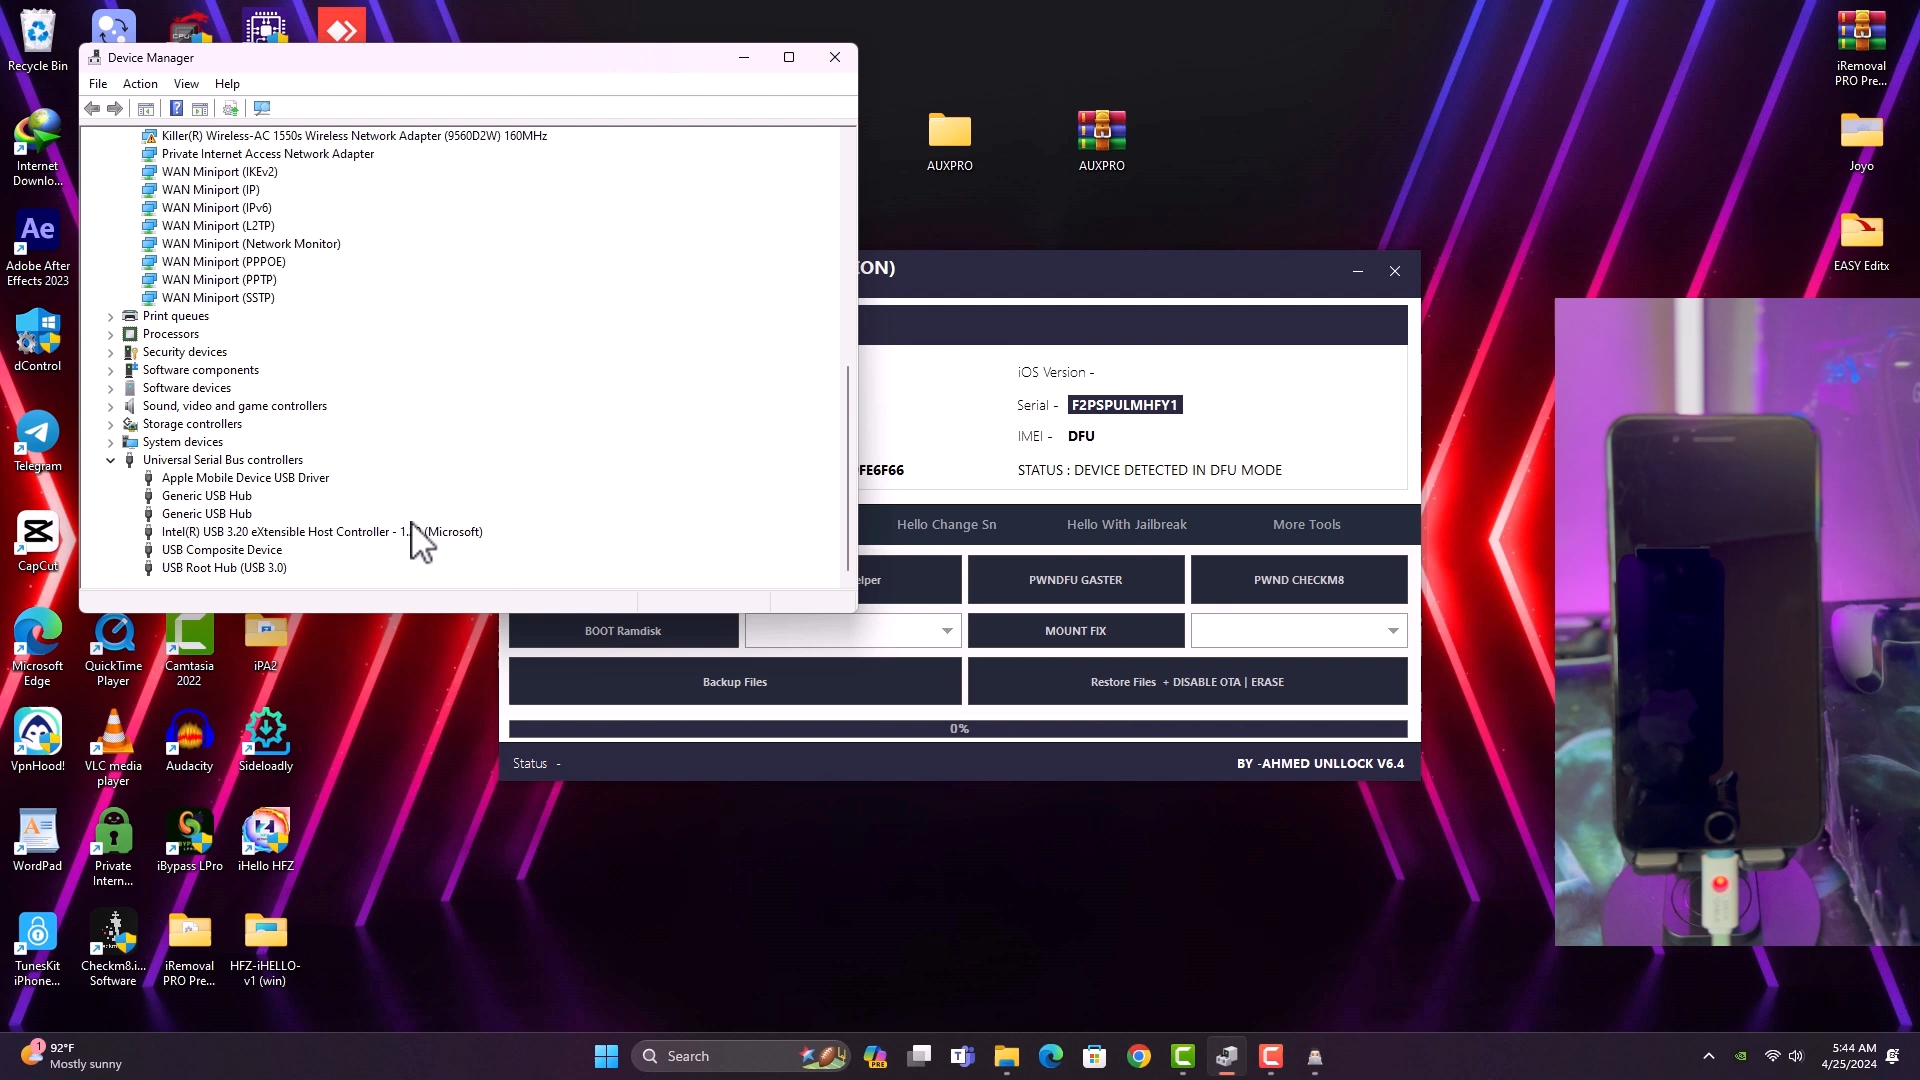 Recycle Bin
Internet
Downlo...
Adobe After
Effects 2023
dControl
Telegram
CapCut
Microsoft
Edge
QuickTime
Player
Camtasia
2022
iPA2
VpnHood!
VLC media
player
Audacity
Sideloadly
WordPad
Private
Intern...
iBypass LPro
iHello HFZ
TunesKit
iPhone...
Checkm8.i...
Software
iRemoval
PRO Pre...
HFZ-iHELLO-
v1 (win)
Device Manager
File Action View Help
Killer(R) Wireless-AC 1550s Wireless Network Adapter (9560D2W) 160MHz
Private Internet Access Network Adapter
WAN Miniport (IKEv2)
WAN Miniport (IP)
WAN Miniport (IPv6)
WAN Miniport (L2TP)
WAN Miniport (Network Monitor)
WAN Miniport (PPPOE)
WAN Miniport (PPTP)
WAN Miniport (SSTP)
Print queues
Processors
Security devices
Software components
Software devices
Sound, video and game controllers
Storage controllers
System devices
Universal Serial Bus controllers
Apple Mobile Device USB Driver
Generic USB Hub
Generic USB Hub
Intel(R) USB 3.20 eXtensible Host Controller - 1. (Microsoft)
USB Composite Device
USB Root Hub (USB 3.0)
AUXPRO
AUXPRO
iRemoval
PRO Pre...
Joyo
EASY Editx
ON)
iOS Version -
Serial - F2PSPULMHFY1
IMEI - DFU
FE6F66
STATUS : DEVICE DETECTED IN DFU MODE
Hello Change Sn
Hello With Jailbreak
More Tools
elper
PWNDFU GASTER
PWND CHECKM8
BOOT Ramdisk
MOUNT FIX
Backup Files
Restore Files + DISABLE OTA | ERASE
0%
Status -
BY -AHMED UNLLOCK V6.4
1
92°F
Mostly sunny
Search
5:44 AM
4/25/2024